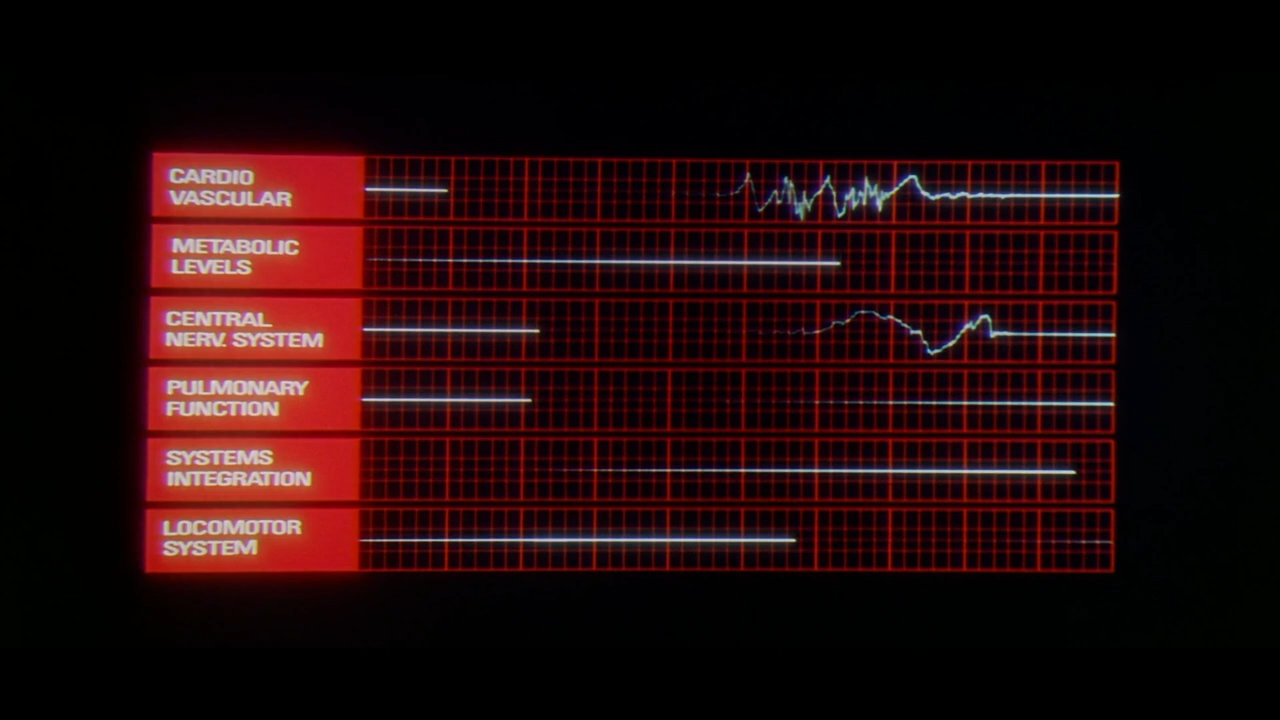 CARDIO
VASCULAR
METABOLIC
LEVELS
CENTRAL
NERV. SYSTEM
PULMONARY
FUNCTION
SYSTEMS
INTEGRATION
LOCOMOTOR
SYSTEM